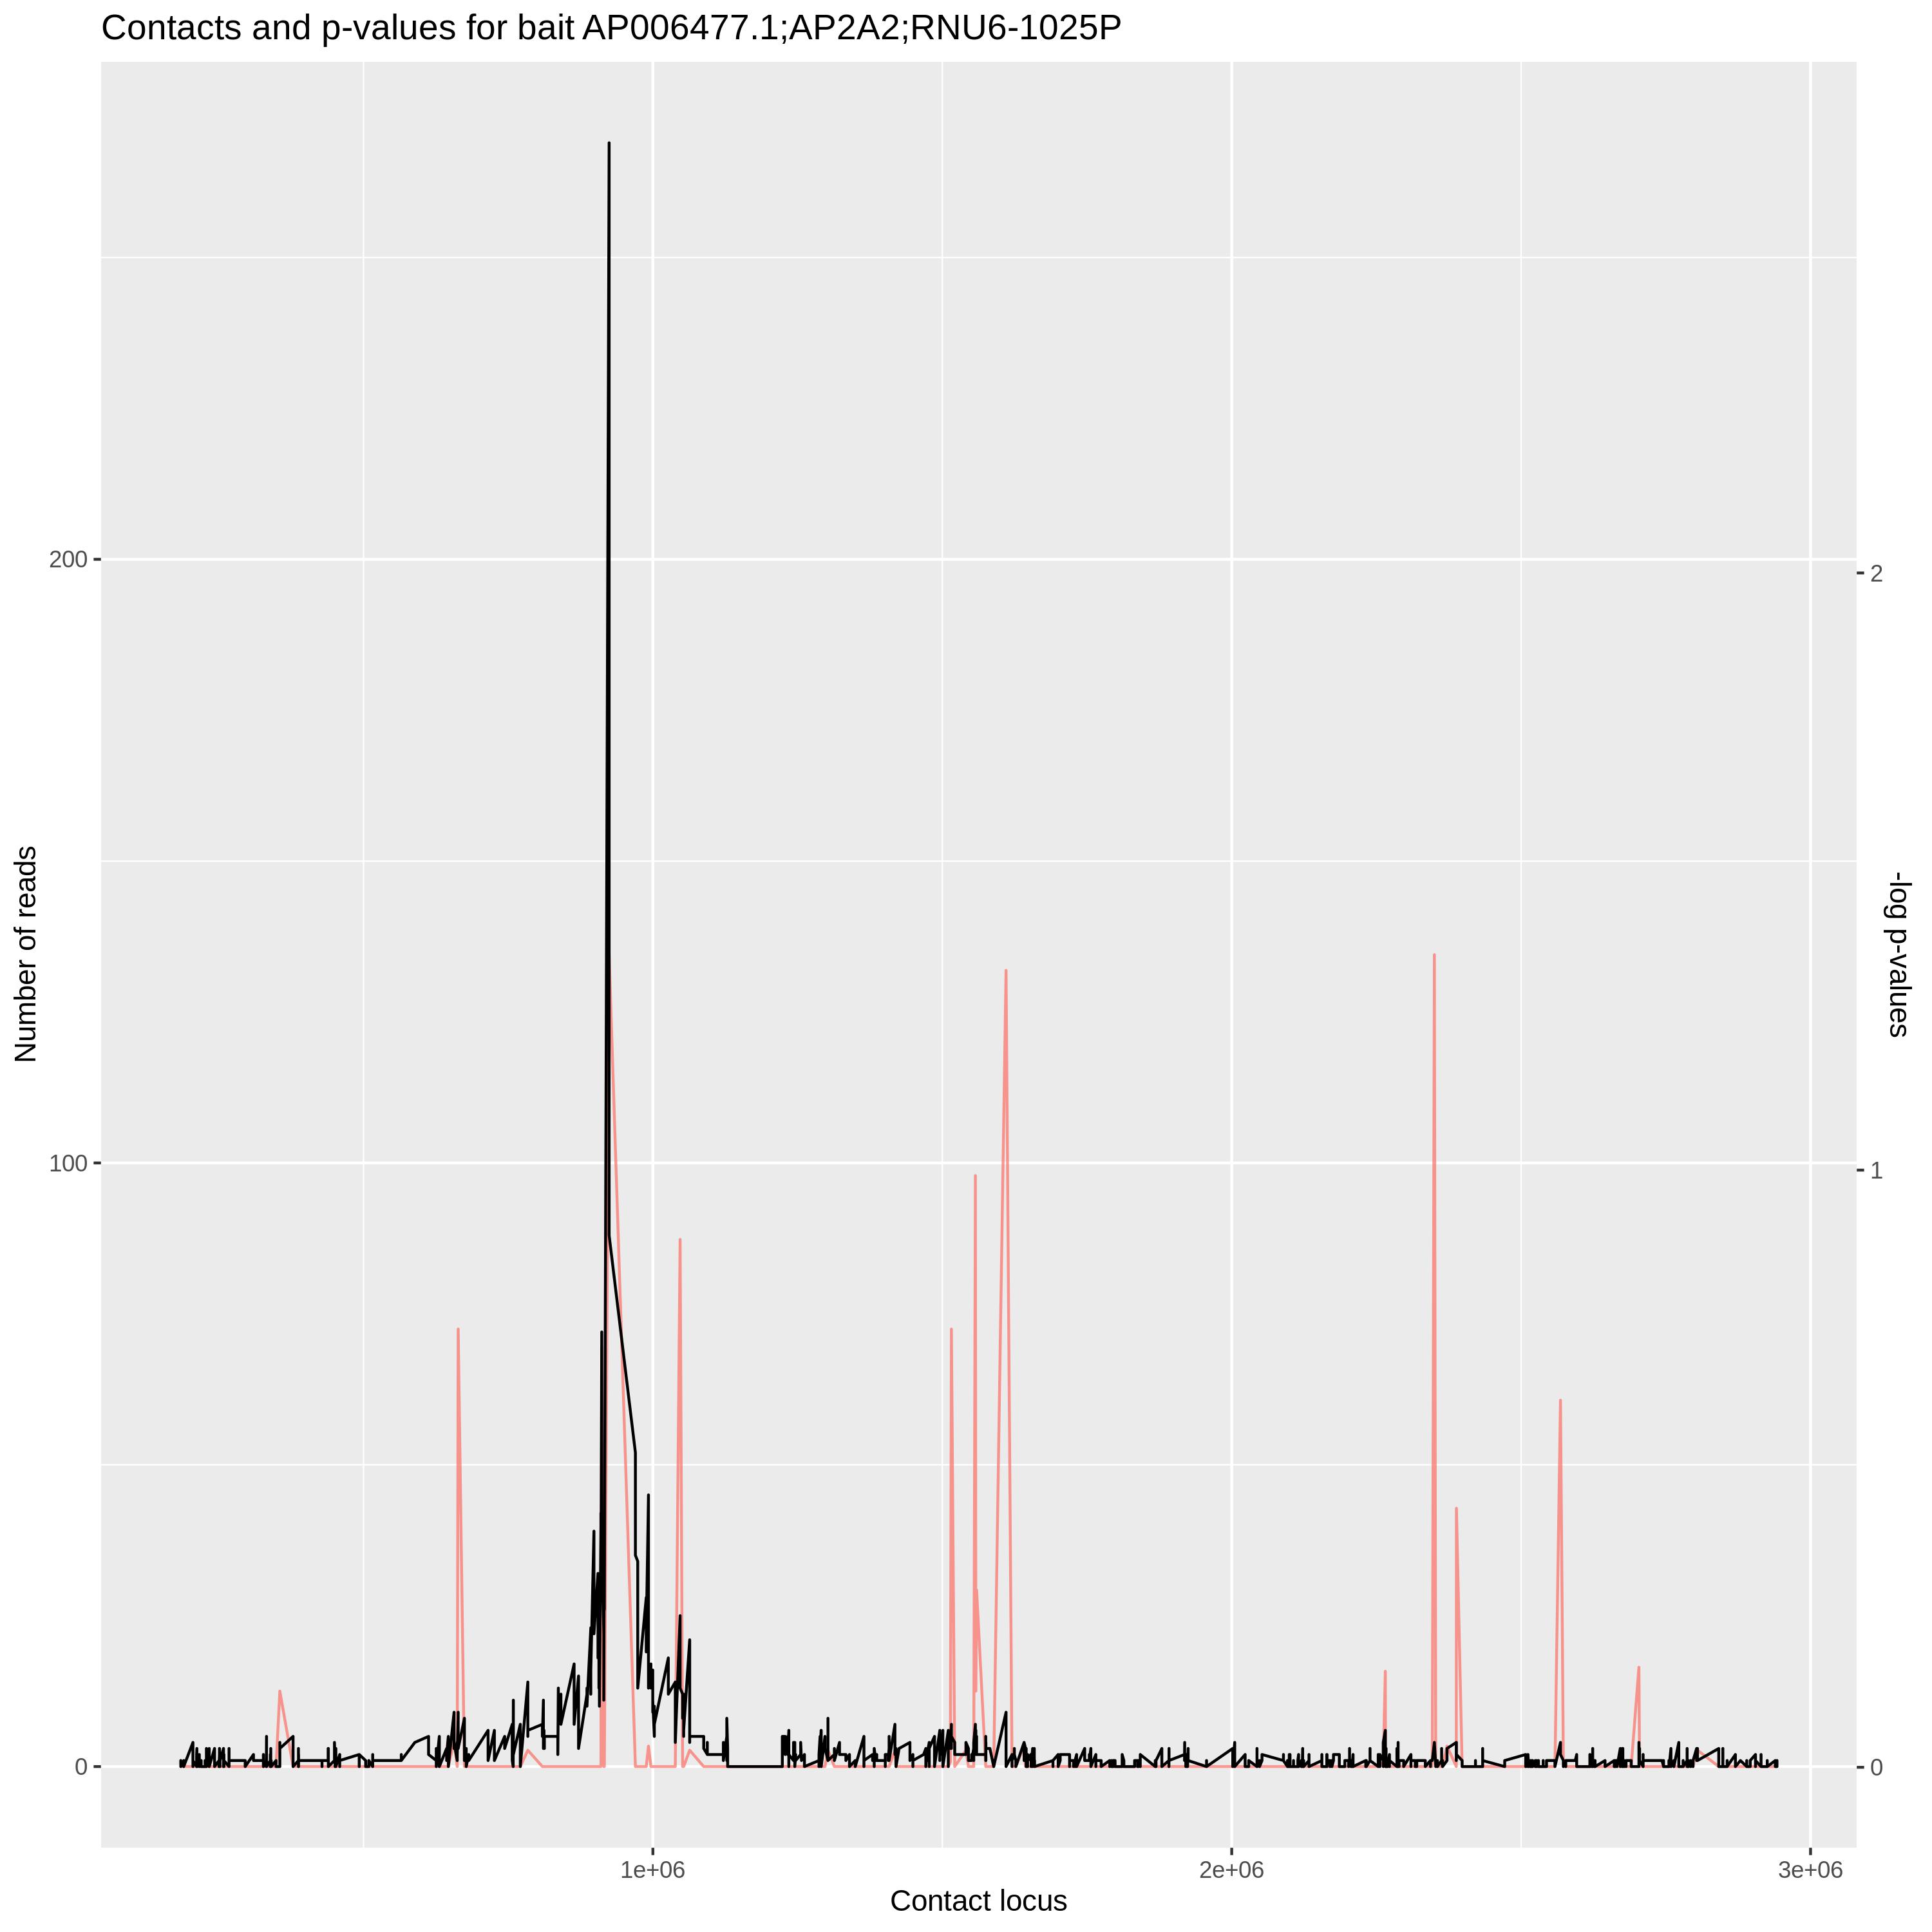 Contacts and p-values for bait AP006477.1;AP2A2;RNU6-1025P
Number of reads
200
100
0
2
1
0
-log p-values
1e+06
2e+06
3e+06
Contact locus